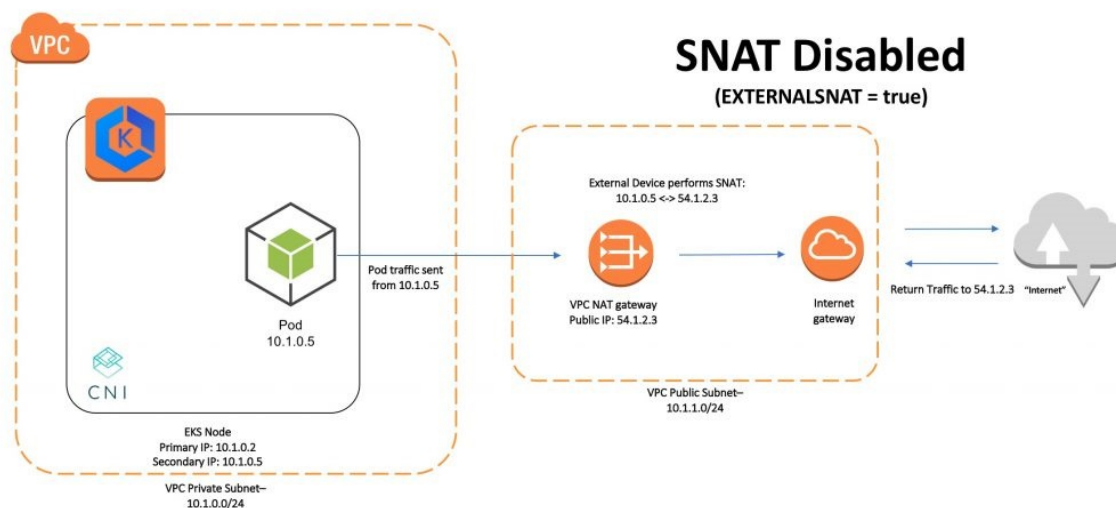 VPC
SNAT Disabled
(EXTERNALSNAT = true)
K
External Device performs SNAT:
10.1.0.5 <-> 54.1.2.3
Pod traffic sent
from 10.1.0.5
Pod
10.1.0.5
CNI
VPC NAT gateway
Public IP: 54.1.2.3
Internet
gateway
Return Traffic to 54.1.2.3
"Internet"
EKS Node
Primary IP: 10.1.0.2
Secondary IP: 10.1.0.5
VPC Private Subnet–
10.1.0.0/24
VPC Public Subnet–
10.1.1.0/24